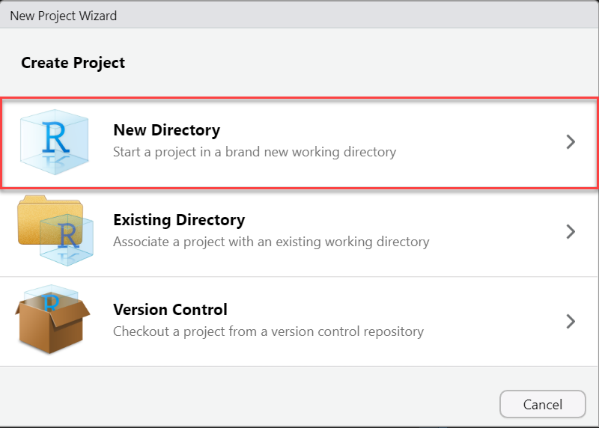 New Project Wizard
Create Project
R
New Directory
Start a project in a brand new working directory
R
Existing Directory
Associate a project with an existing working directory
R
Version Control
Checkout a project from a version control repository
Cancel